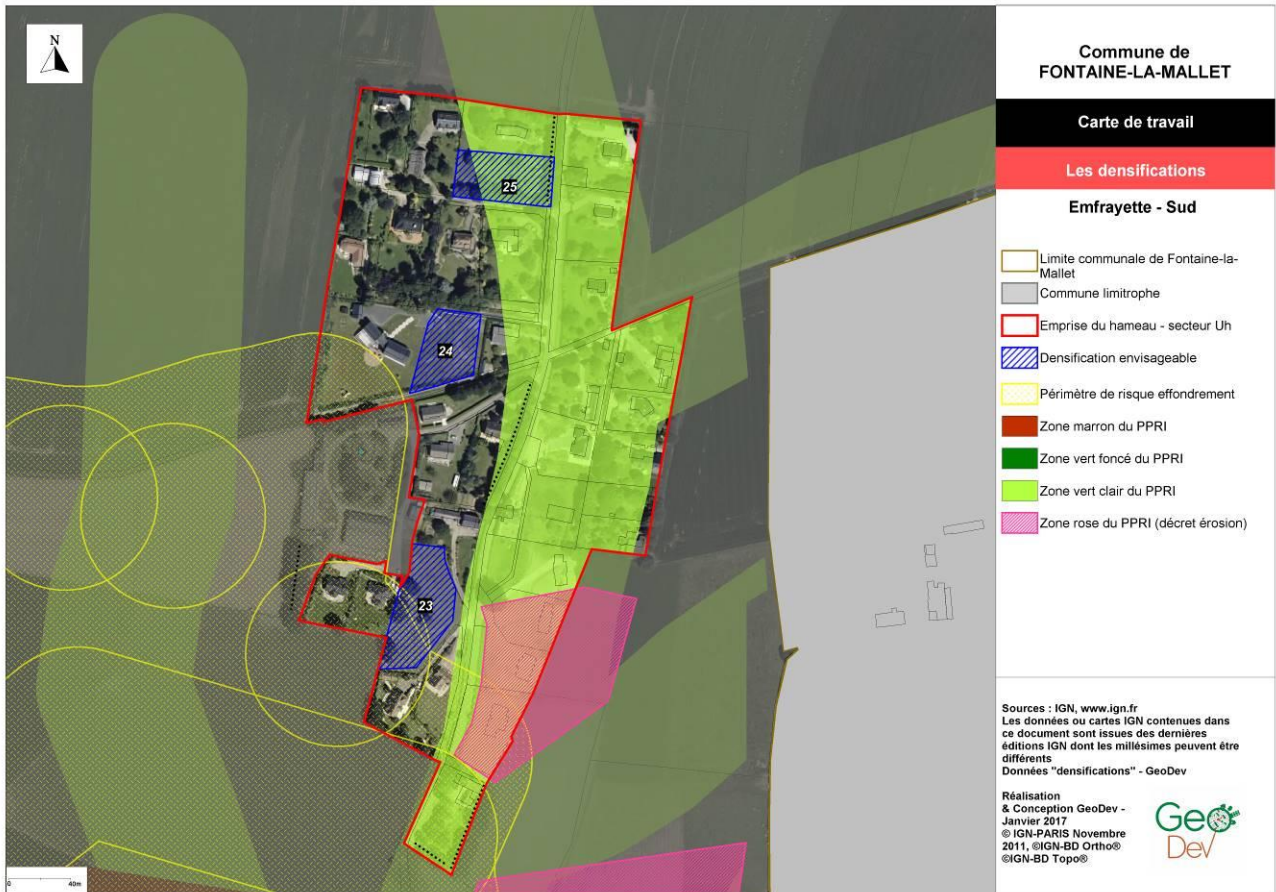 N
25
24
23
0 40m
Commune de
FONTAINE-LA-MALLET
Carte de travail
Les densifications
Emfrayette - Sud
Limite communale de Fontaine-la-
Mallet
Commune limitrophe
Emprise du hameau - secteur Uh
Densification envisageable
Périmètre de risque effondrement
Zone marron du PPRI
Zone vert foncé du PPRI
Zone vert clair du PPRI
Zone rose du PPRI (décret érosion)
Sources : IGN, www.ign.fr
Les données ou cartes IGN contenues dans
ce document sont issues des dernières
éditions IGN dont les millésimes peuvent être
différents
Données "densifications" - GeoDev
Réalisation
& Conception GeoDev -
Janvier 2017
© IGN-PARIS Novembre
2011, ©IGN-BD Ortho®
©IGN-BD Topo®
Geo
Dev